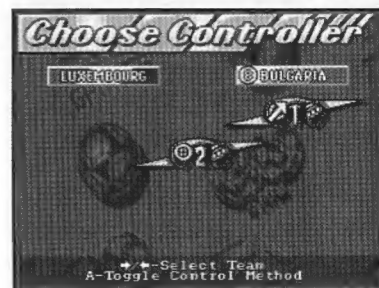 Choose Controller
LUXEMBOURG
BULGARIA
1
2
→/←-Select Team
A-Toggle Control Method